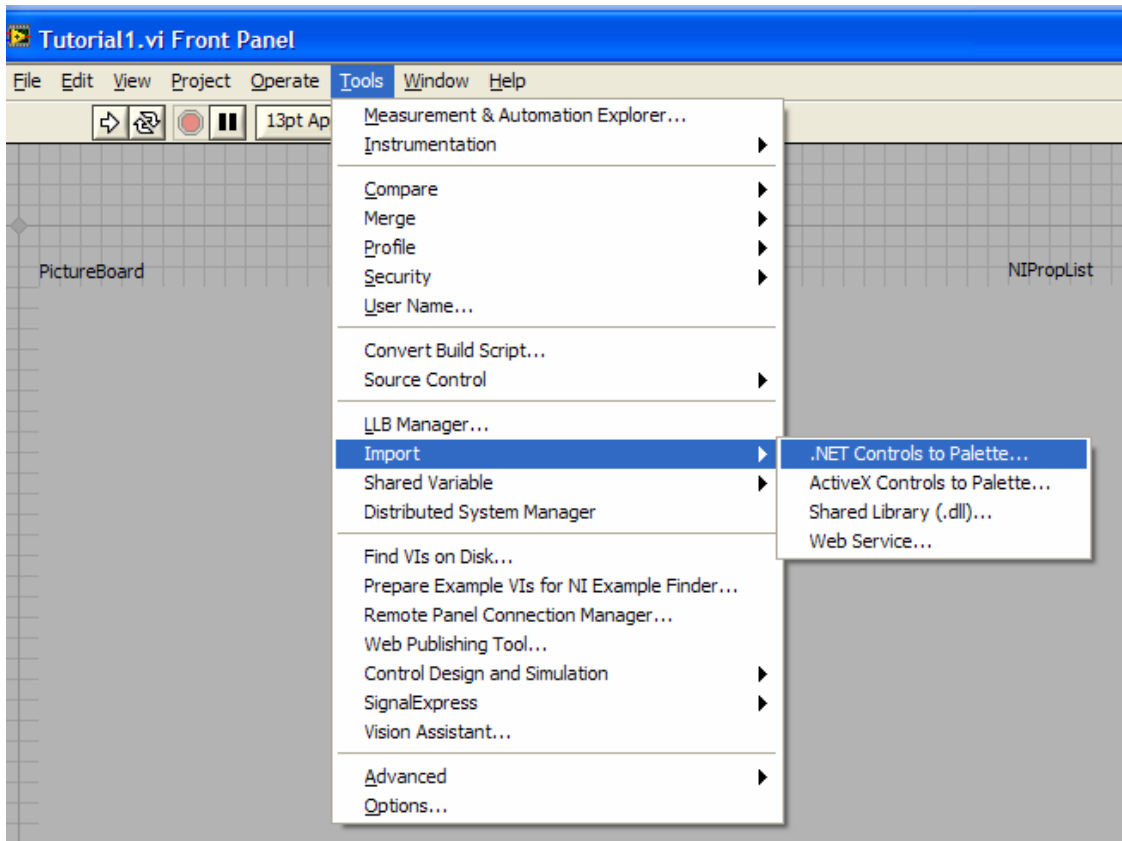 Tutorial1.vi Front Panel
File Edit View Project Operate Tools Window Help
13pt Ap
Measurement & Automation Explorer...
Instrumentation
Compare
Merge
Profile
Security
User Name...
Convert Build Script...
Source Control
LLB Manager...
Import
Shared Variable
Distributed System Manager
Find VIs on Disk...
Prepare Example VIs for NI Example Finder...
Remote Panel Connection Manager...
Web Publishing Tool...
Control Design and Simulation
SignalExpress
Vision Assistant...
Advanced
Options...
.NET Controls to Palette...
ActiveX Controls to Palette...
Shared Library (.dll)...
Web Service...
PictureBoard
NIPropList